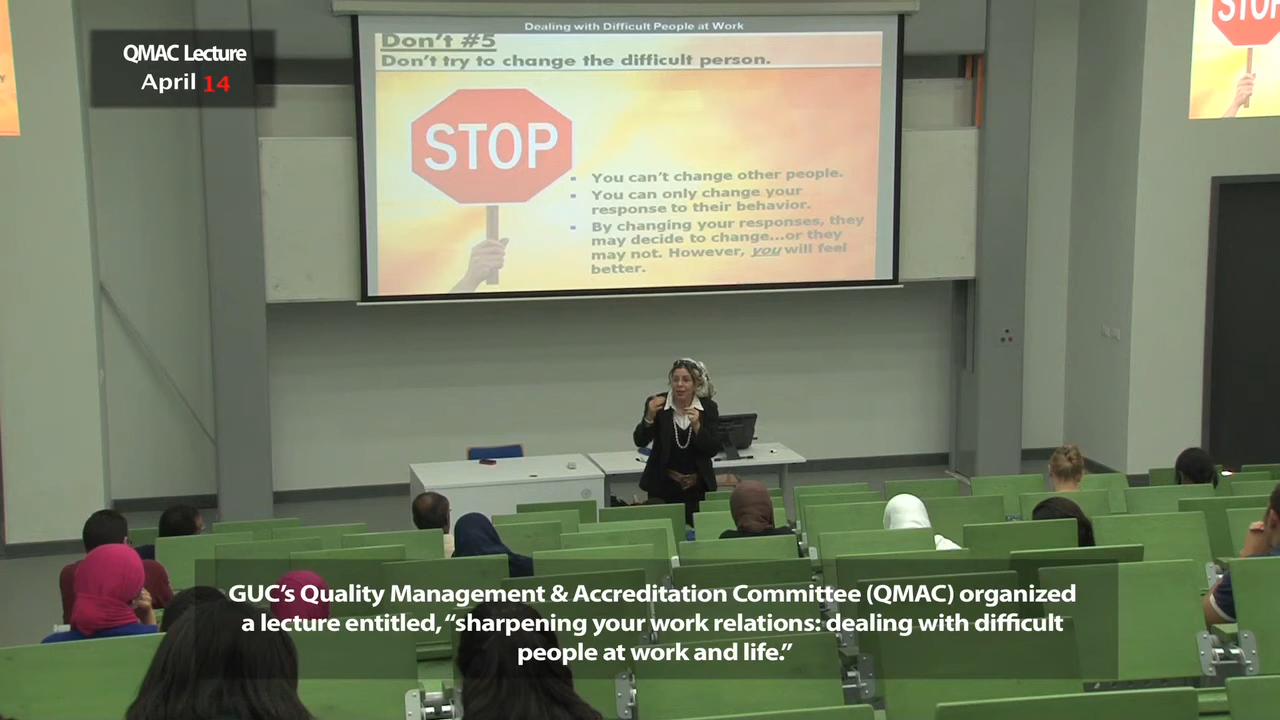 Dealing with Difficult People at Work
QMAC Lecture
April 14
Don't #5
Don't try to change the difficult person.
STOP
STOP
▪ You can't change other people.
▪ You can only change your
response to their behavior.
▪ By changing your responses, they
may decide to change...or they
may not. However, you will feel
better.
GUC's Quality Management & Accreditation Committee (QMAC) organized
a lecture entitled, “sharpening your work relations: dealing with difficult
people at work and life.”